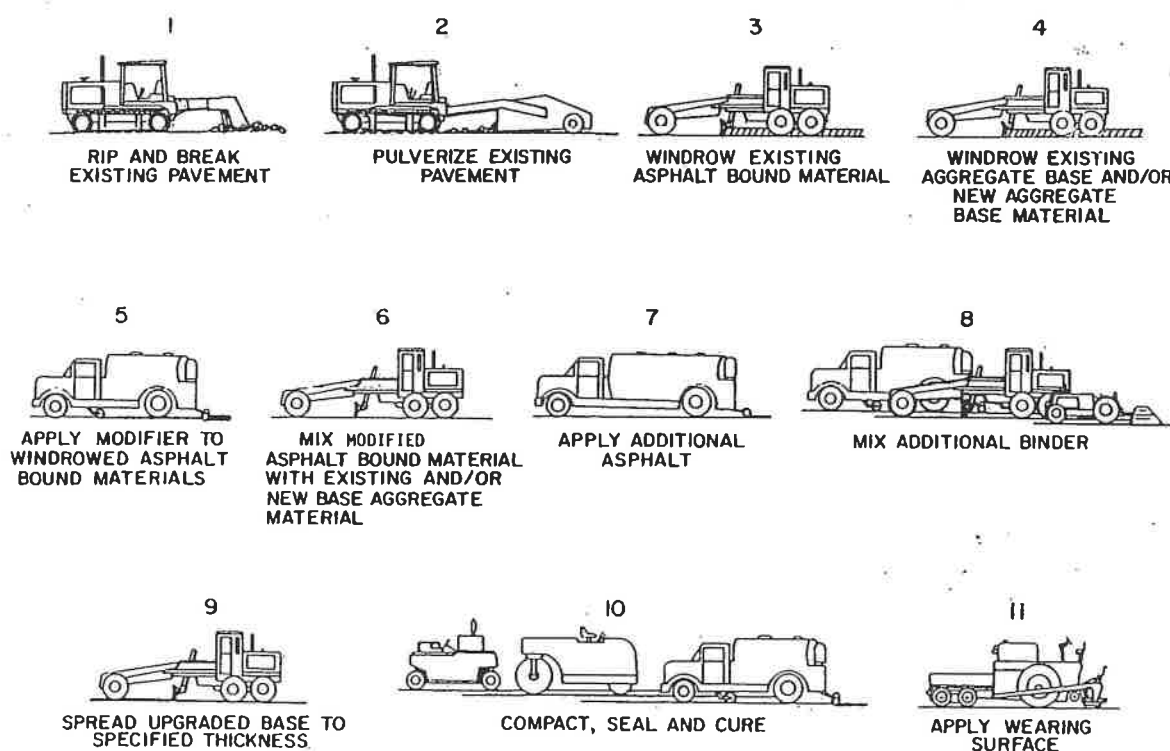 1
RIP AND BREAK
EXISTING PAVEMENT
2
PULVERIZE EXISTING
PAVEMENT
3
WINDROW EXISTING
ASPHALT BOUND MATERIAL
4
WINDROW EXISTING
AGGREGATE BASE AND/OR
NEW AGGREGATE
BASE MATERIAL
5
APPLY MODIFIER TO
WINDROWED ASPHALT
BOUND MATERIALS
6
MIX MODIFIED
ASPHALT BOUND MATERIAL
WITH EXISTING AND/OR
NEW BASE AGGREGATE
MATERIAL
7
APPLY ADDITIONAL
ASPHALT
8
MIX ADDITIONAL BINDER
9
SPREAD UPGRADED BASE TO
SPECIFIED THICKNESS
10
COMPACT, SEAL AND CURE
11
APPLY WEARING
SURFACE